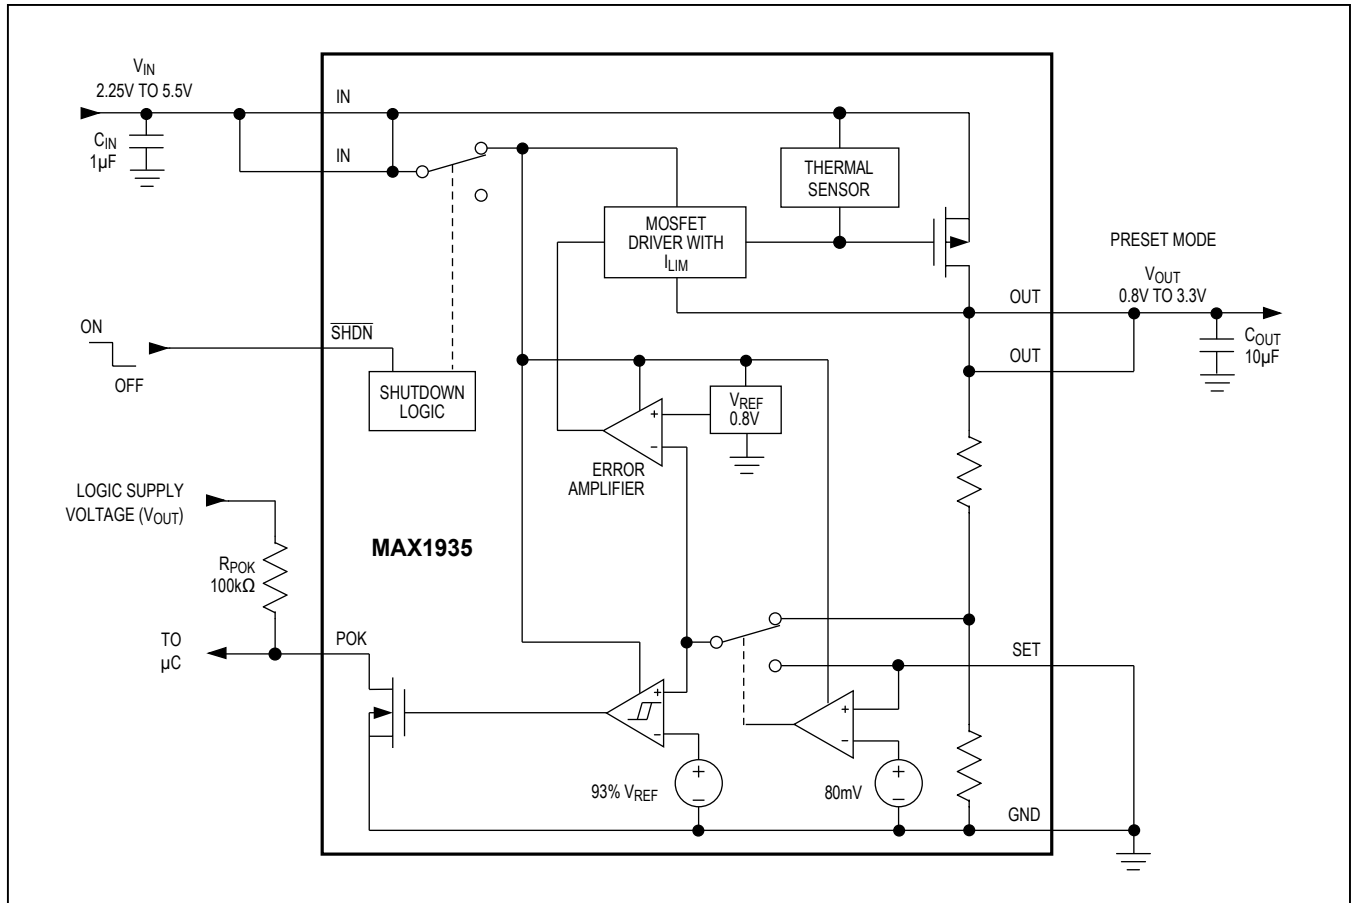 VIN
2.25V TO 5.5V
IN
CIN
1µF
IN
THERMAL
SENSOR
MOSFET
DRIVER WITH
ILIM
PRESET MODE
VOUT
0.8V TO 3.3V
OUT
COUT
10µF
OUT
ON
OFF
SHDN
SHUTDOWN
LOGIC
+
−
VREF
0.8V
ERROR
AMPLIFIER
LOGIC SUPPLY
VOLTAGE (VOUT)
MAX1935
RPOK
100kΩ
TO
µC
POK
SET
+
−
+
−
+
−
93% VREF
+
−
80mV
GND